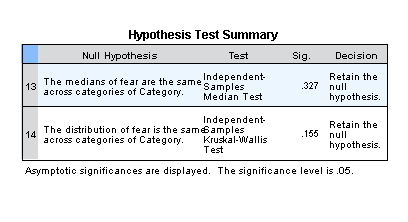 Hypothesis Test Summary
Null Hypothesis Test Sig. Decision
13 The medians of fear are the same across categories of Category. Independent-Samples Median Test .327 Retain the null hypothesis.
14 The distribution of fear is the same across categories of Category. Independent-Samples Kruskal-Wallis Test .155 Retain the null hypothesis.
Asymptotic significances are displayed. The significance level is .05.